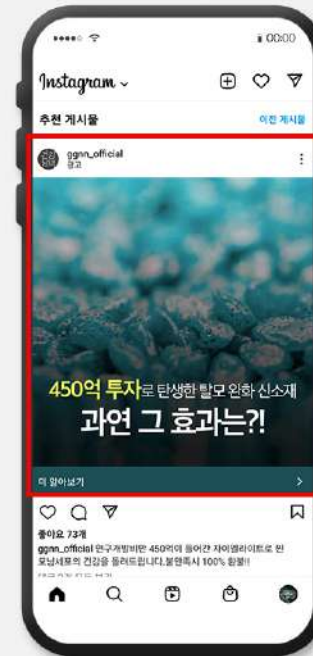 00:00
Instagram
추천 게시물 이전 게시물
ggnn_official
광고
450억 투자로 탄생한 탈모 완화 신소재
과연 그 효과는?!
더 알아보기
좋아요 73개
ggnn_official 연구개발비만 450억이 들어간 자이엘라이트로 찐
모낭세포의 건강을 돌려드립니다.불만족시 100% 환불!!